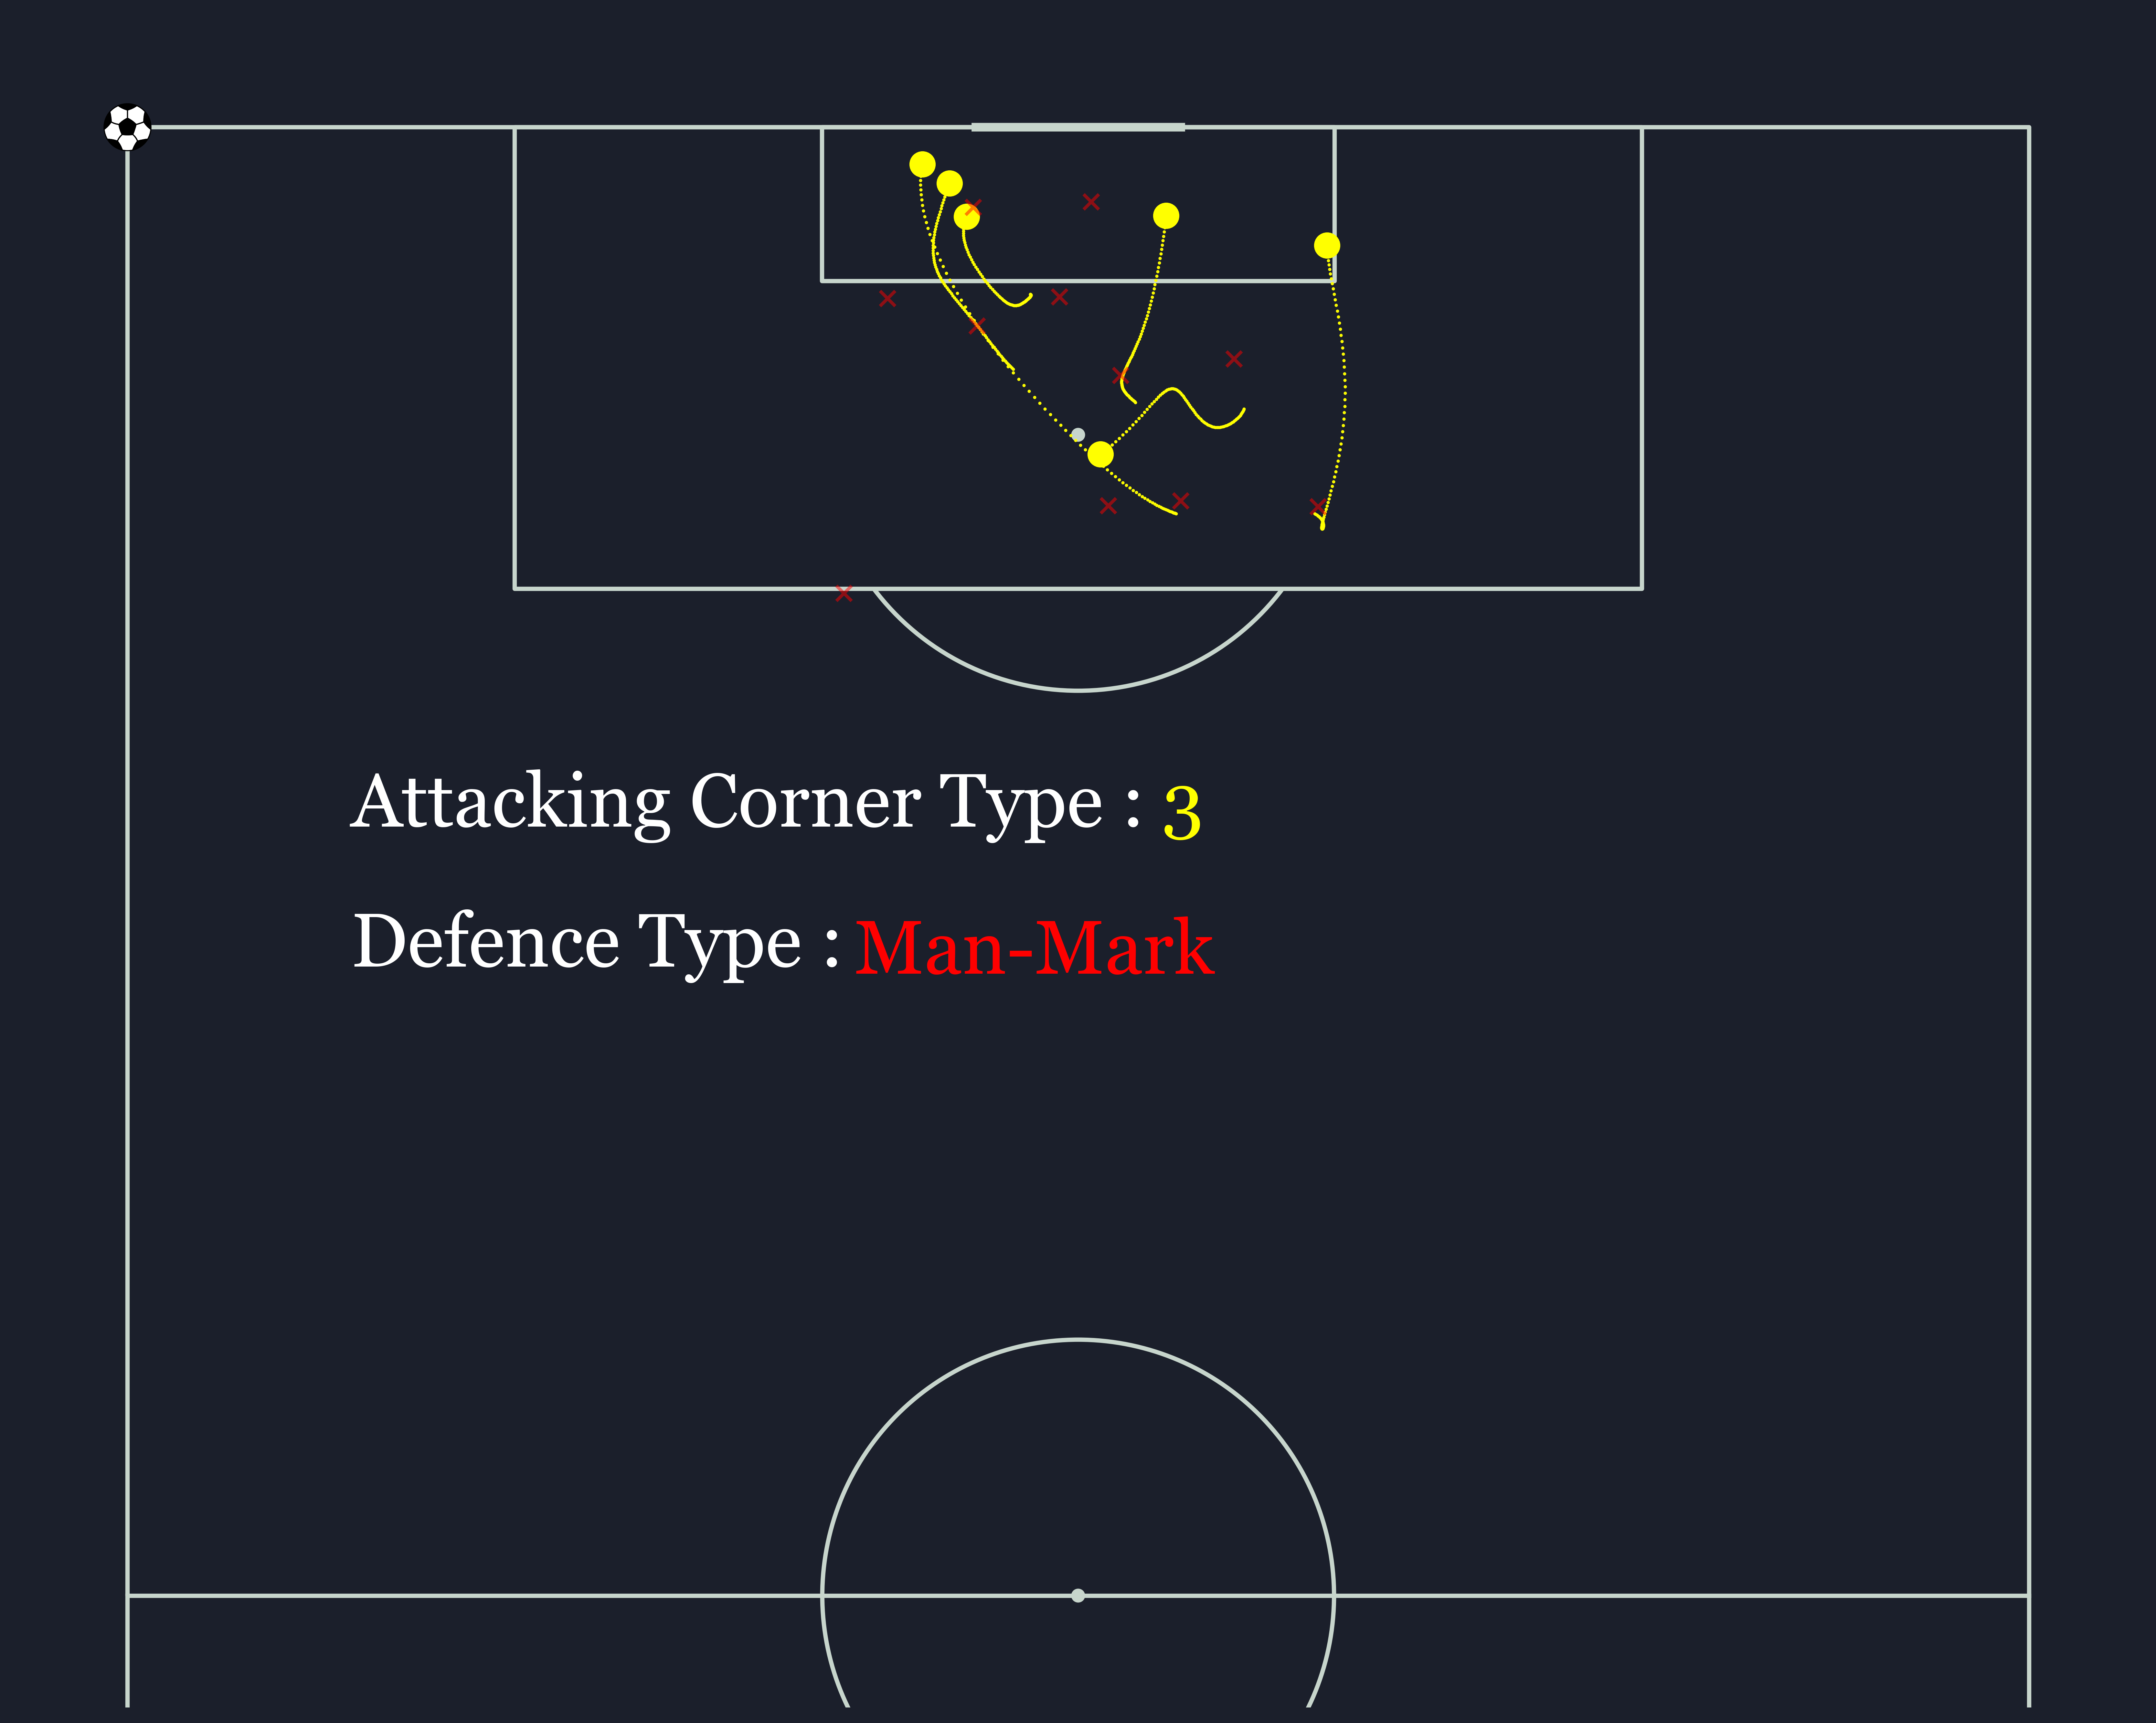 Attacking Corner Type : 3
Defence Type : Man-Mark